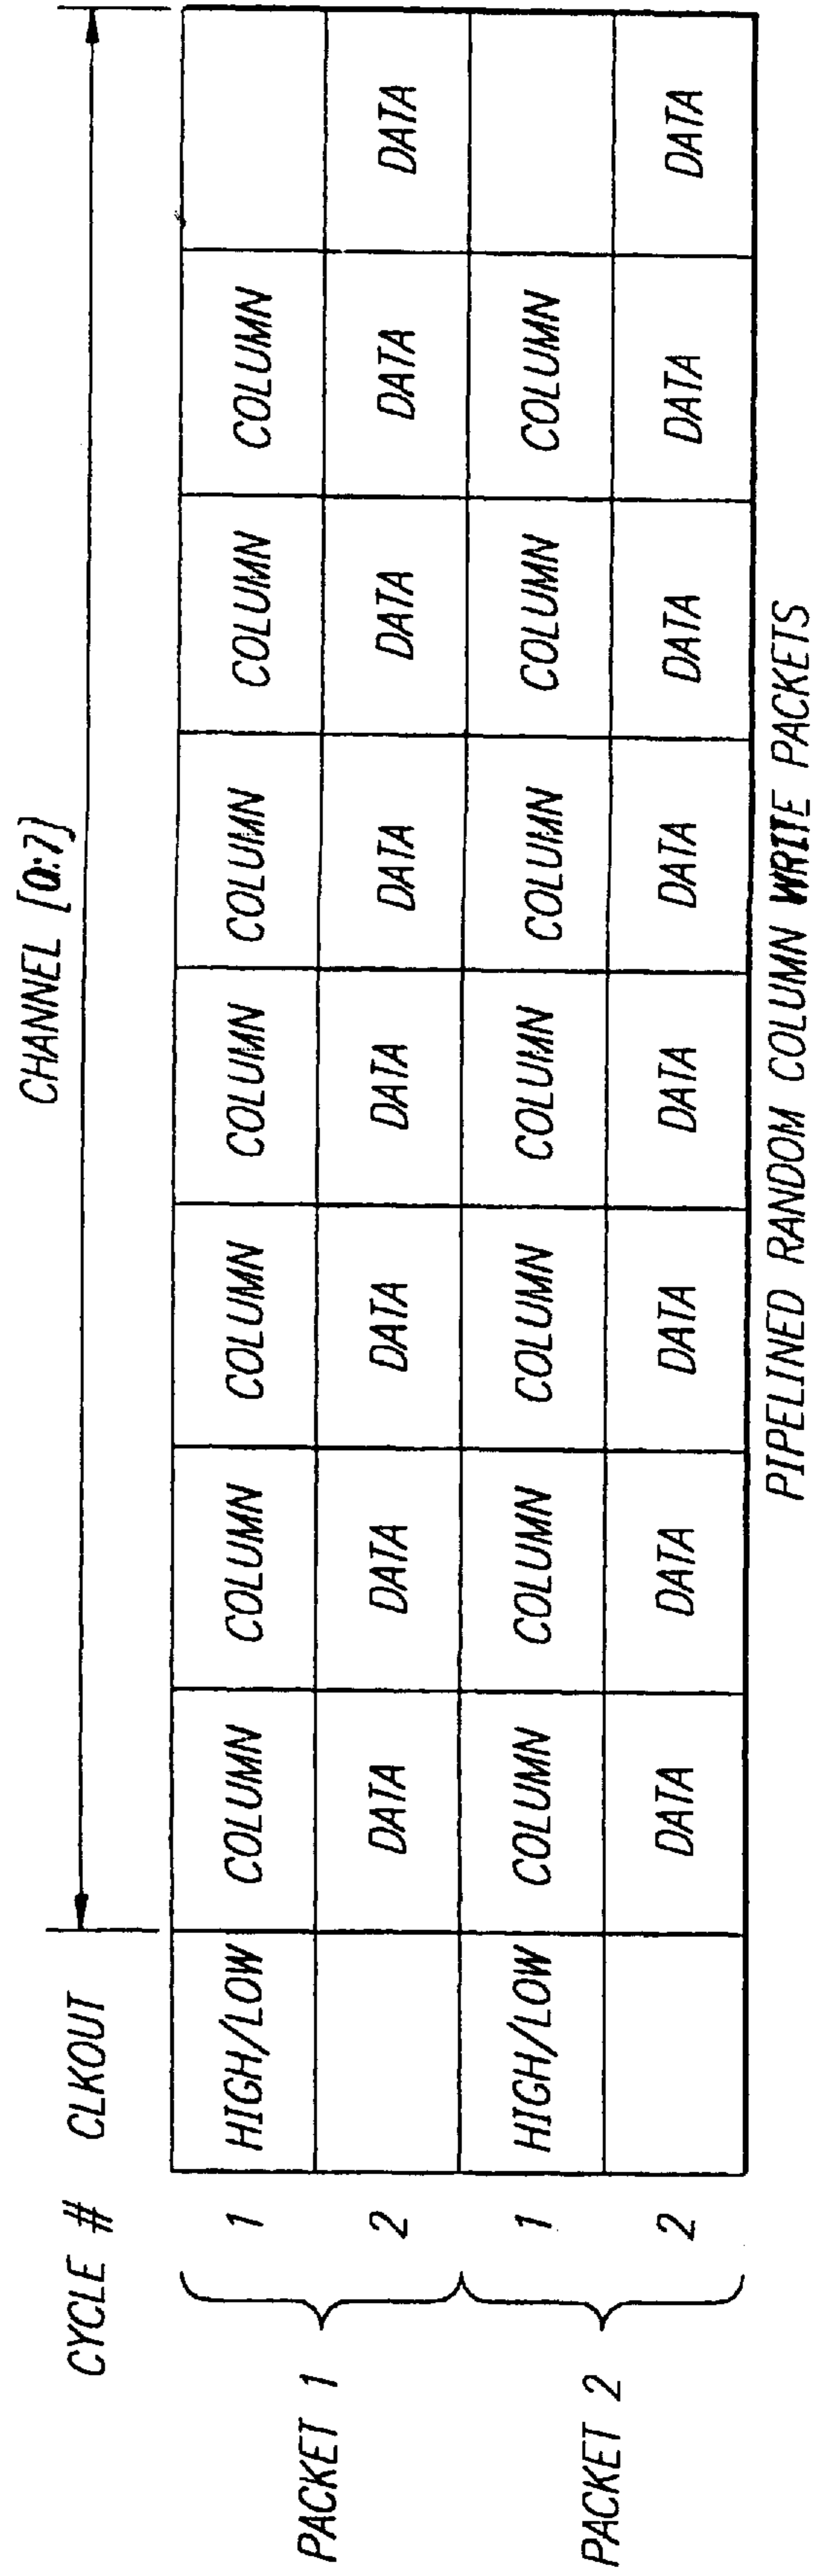 CHANNEL [0:7]
CYCLE # CLKOUT
PACKET 1
1 HIGH/LOW COLUMN COLUMN COLUMN COLUMN COLUMN COLUMN COLUMN
2 DATA DATA DATA DATA DATA DATA DATA DATA
PACKET 2
1 HIGH/LOW COLUMN COLUMN COLUMN COLUMN COLUMN COLUMN COLUMN
2 DATA DATA DATA DATA DATA DATA DATA DATA
PIPELINED RANDOM COLUMN WRITE PACKETS